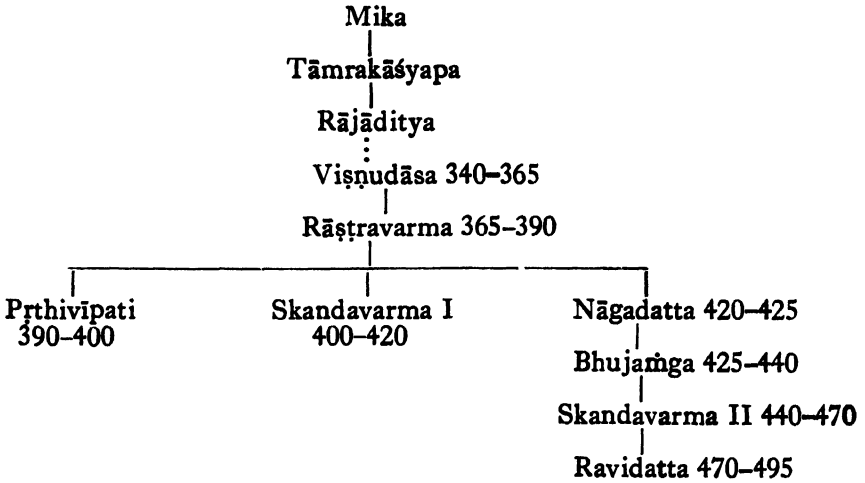 Mika
Tāmrakāśyapa
Rājāditya
Viṣṇudāsa 340–365
Rāṣṭravarma 365–390
Pṛthivīpati Skandavarma I Nāgadatta 420–425
390–400 400–420
Bhujaṁga 425–440
Skandavarma II 440–470
Ravidatta 470–495